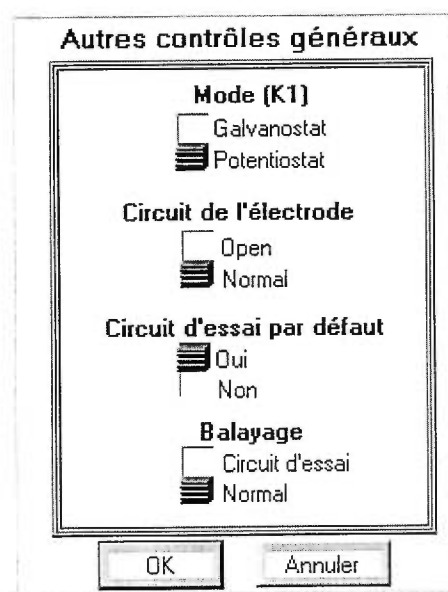 Autres contrôles généraux
Mode (K1)
Galvanostat
Potentiostat
Circuit de l'électrode
Open
Normal
Circuit d'essai par défaut
Oui
Non
Balayage
Circuit d'essai
Normal
OK
Annuler